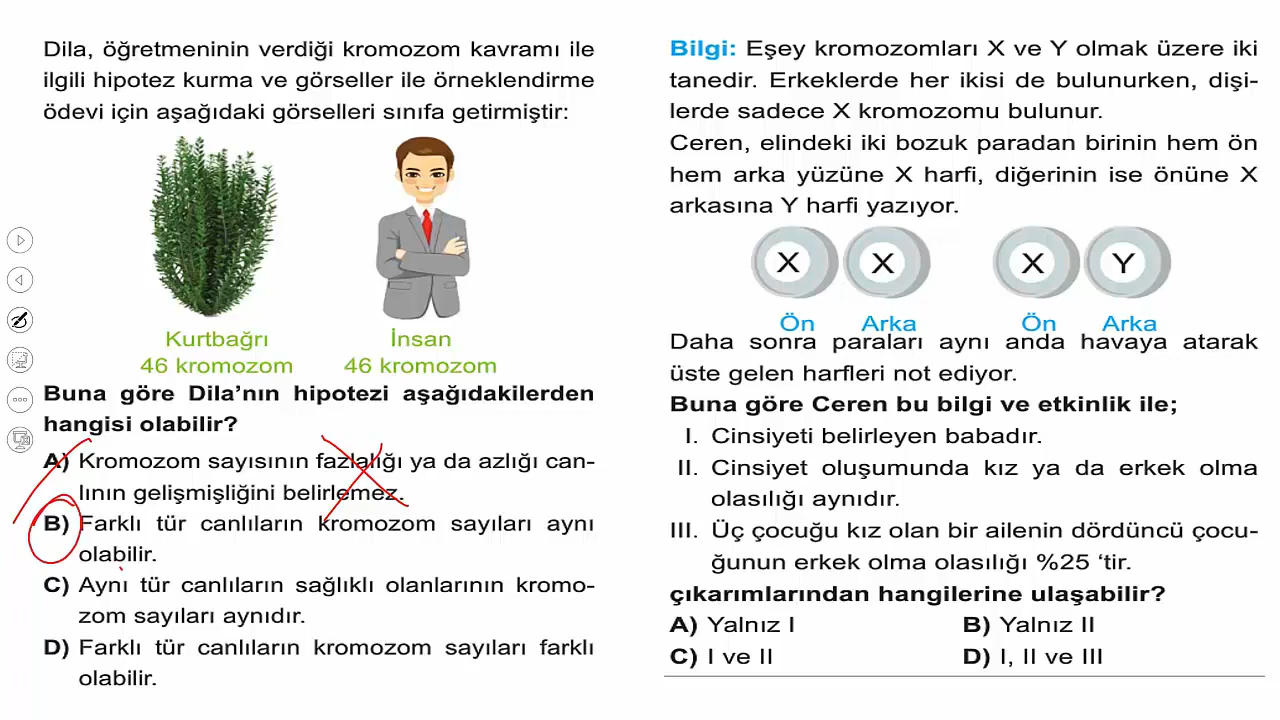 Dila, öğretmeninin verdiği kromozom kavramı ile
ilgili hipotez kurma ve görseller ile örneklendirme
ödevi için aşağıdaki görselleri sınıfa getirmiştir:
Kurtbağrı
46 kromozom
İnsan
46 kromozom
Buna göre Dila’nın hipotezi aşağıdakilerden
hangisi olabilir?
A) Kromozom sayısının fazlalığı ya da azlığı can-
lının gelişmişliğini belirlemez.
B) Farklı tür canlıların kromozom sayıları aynı
olabilir.
C) Aynı tür canlıların sağlıklı olanlarının kromo-
zom sayıları aynıdır.
D) Farklı tür canlıların kromozom sayıları farklı
olabilir.
Bilgi: Eşey kromozomları X ve Y olmak üzere iki
tanedir. Erkeklerde her ikisi de bulunurken, dişi-
lerde sadece X kromozomu bulunur.
Ceren, elindeki iki bozuk paradan birinin hem ön
hem arka yüzüne X harfi, diğerinin ise önüne X
arkasına Y harfi yazıyor.
X X X Y
Ön Arka Ön Arka
Daha sonra paraları aynı anda havaya atarak
üste gelen harfleri not ediyor.
Buna göre Ceren bu bilgi ve etkinlik ile;
I. Cinsiyeti belirleyen babadır.
II. Cinsiyet oluşumunda kız ya da erkek olma
olasılığı aynıdır.
III. Üç çocuğu kız olan bir ailenin dördüncü çocu-
ğunun erkek olma olasılığı %25 ‘tir.
çıkarımlarından hangilerine ulaşabilir?
A) Yalnız I B) Yalnız II
C) I ve II D) I, II ve III